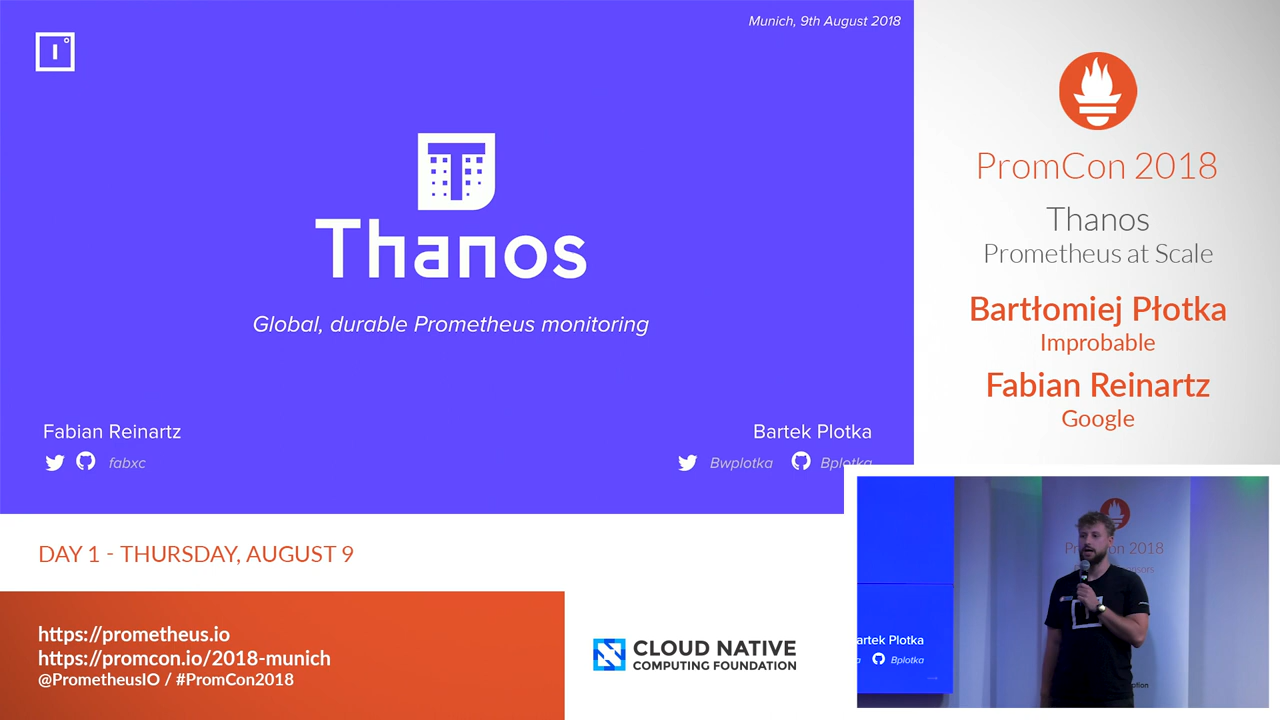 Munich, 9th August 2018
Thanos
Global, durable Prometheus monitoring
Fabian Reinartz
fabxc
Bartek Plotka
Bwplotka
Bplotka
PromCon 2018
Thanos
Prometheus at Scale
Bartłomiej Płotka
Improbable
Fabian Reinartz
Google
DAY 1 - THURSDAY, AUGUST 9
https://prometheus.io
https://promcon.io/2018-munich
@PrometheusIO / #PromCon2018
CLOUD NATIVE
COMPUTING FOUNDATION
artek Plotka
Bplotka
2018